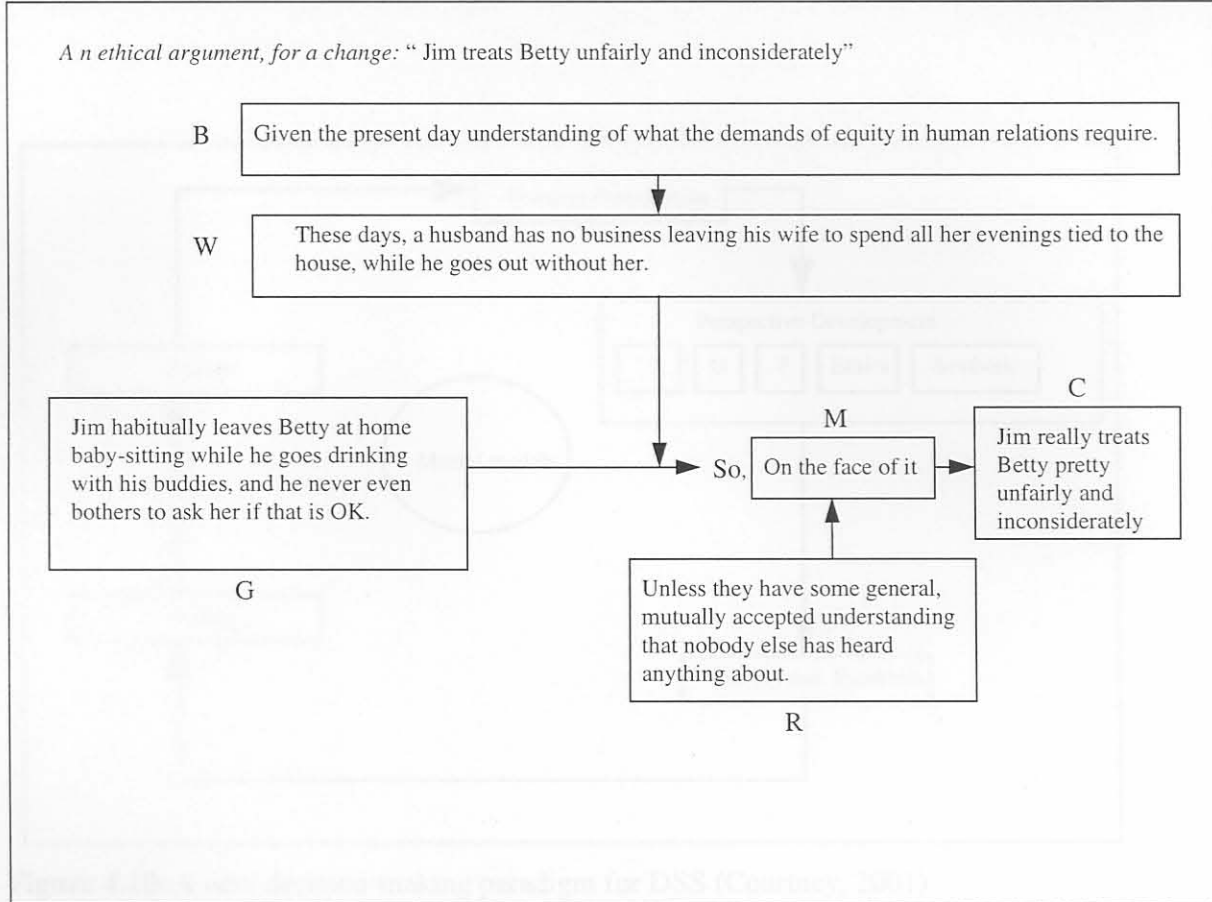 A n ethical argument, for a change: “ Jim treats Betty unfairly and inconsiderately”
B
Given the present day understanding of what the demands of equity in human relations require.
W
These days, a husband has no business leaving his wife to spend all her evenings tied to the
house, while he goes out without her.
Jim habitually leaves Betty at home
baby-sitting while he goes drinking
with his buddies, and he never even
bothers to ask her if that is OK.
G
So,
M
On the face of it
C
Jim really treats
Betty pretty
unfairly and
inconsiderately
Unless they have some general,
mutually accepted understanding
that nobody else has heard
anything about.
R